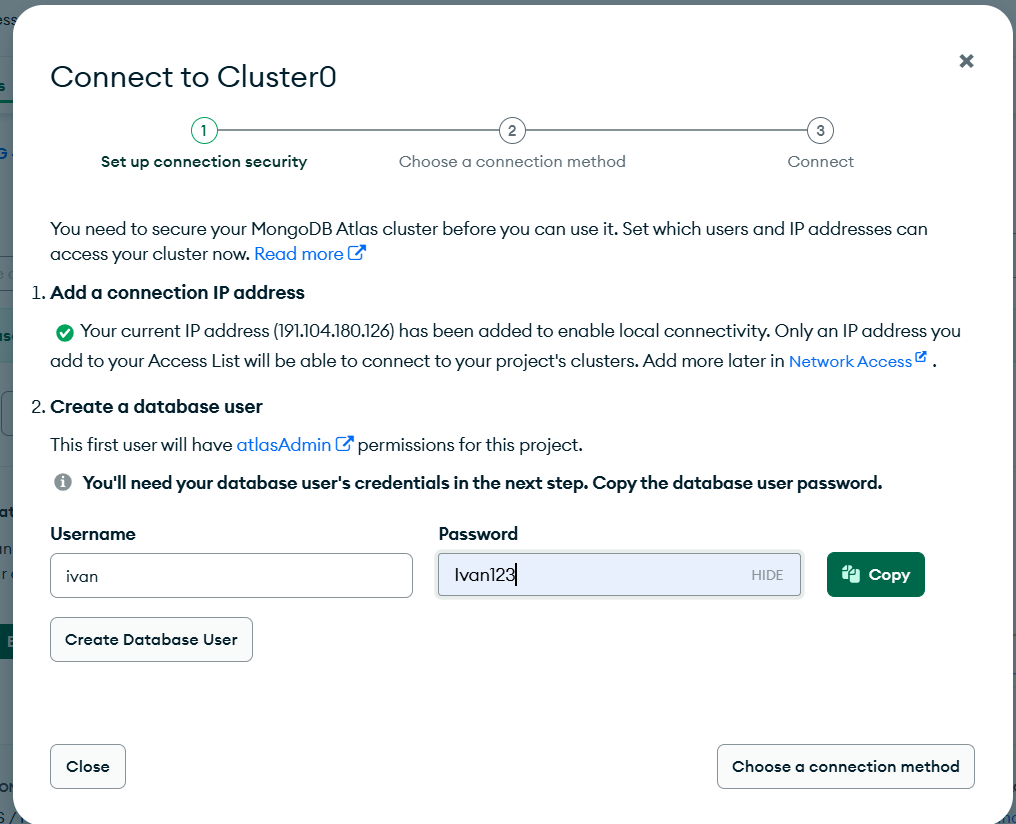 Connect to Cluster0
1
2
3
Set up connection security
Choose a connection method
Connect
You need to secure your MongoDB Atlas cluster before you can use it. Set which users and IP addresses can
access your cluster now. Read more
1. Add a connection IP address
Your current IP address (191.104.180.126) has been added to enable local connectivity. Only an IP address you
add to your Access List will be able to connect to your project's clusters. Add more later in Network Access .
2. Create a database user
This first user will have atlasAdmin permissions for this project.
You'll need your database user's credentials in the next step. Copy the database user password.
Username
Password
ivan
Ivan123
HIDE
Copy
Create Database User
Close
Choose a connection method